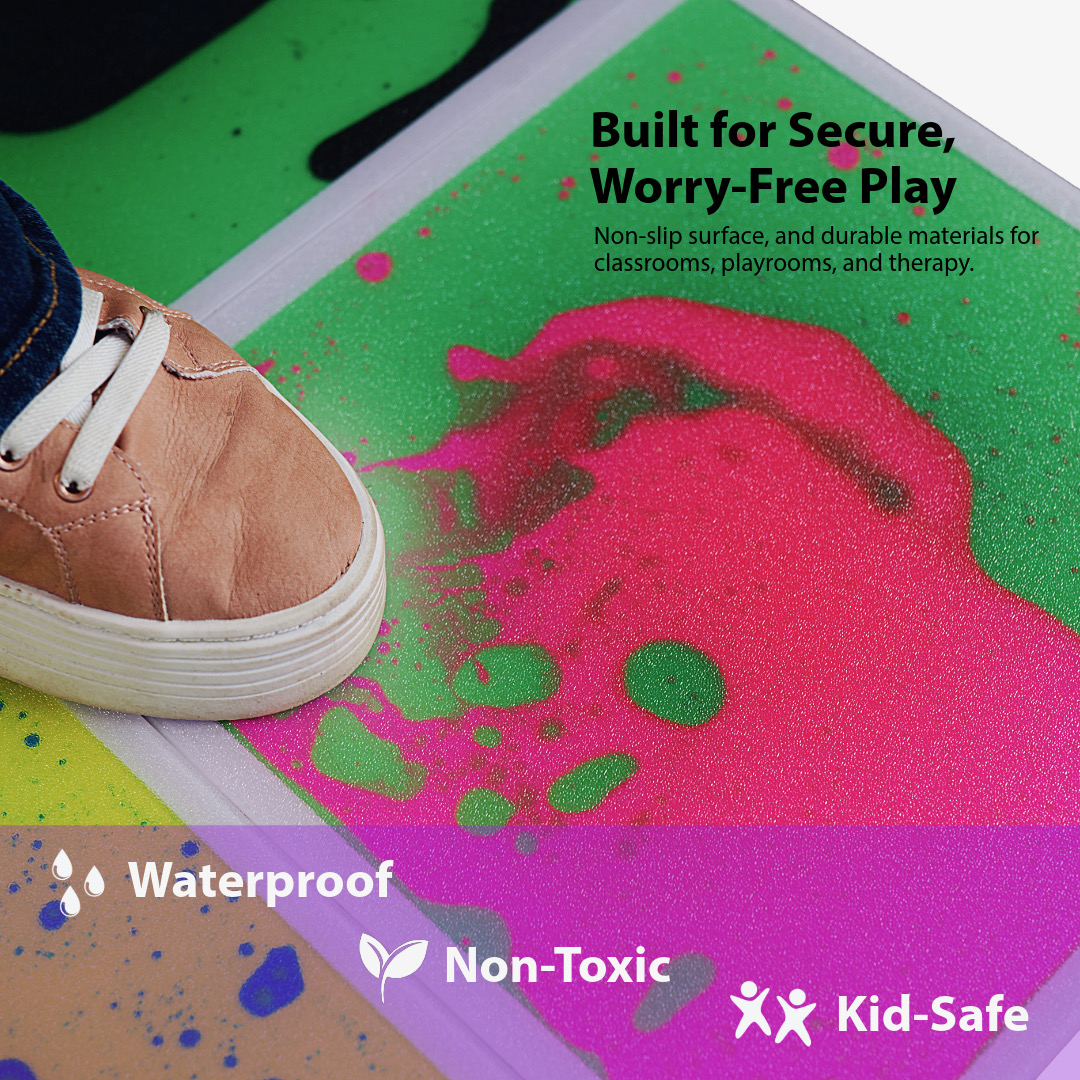 Built for Secure,
Worry-Free Play
Non-slip surface, and durable materials for
classrooms, playrooms, and therapy.
Waterproof
Non-Toxic
Kid-Safe